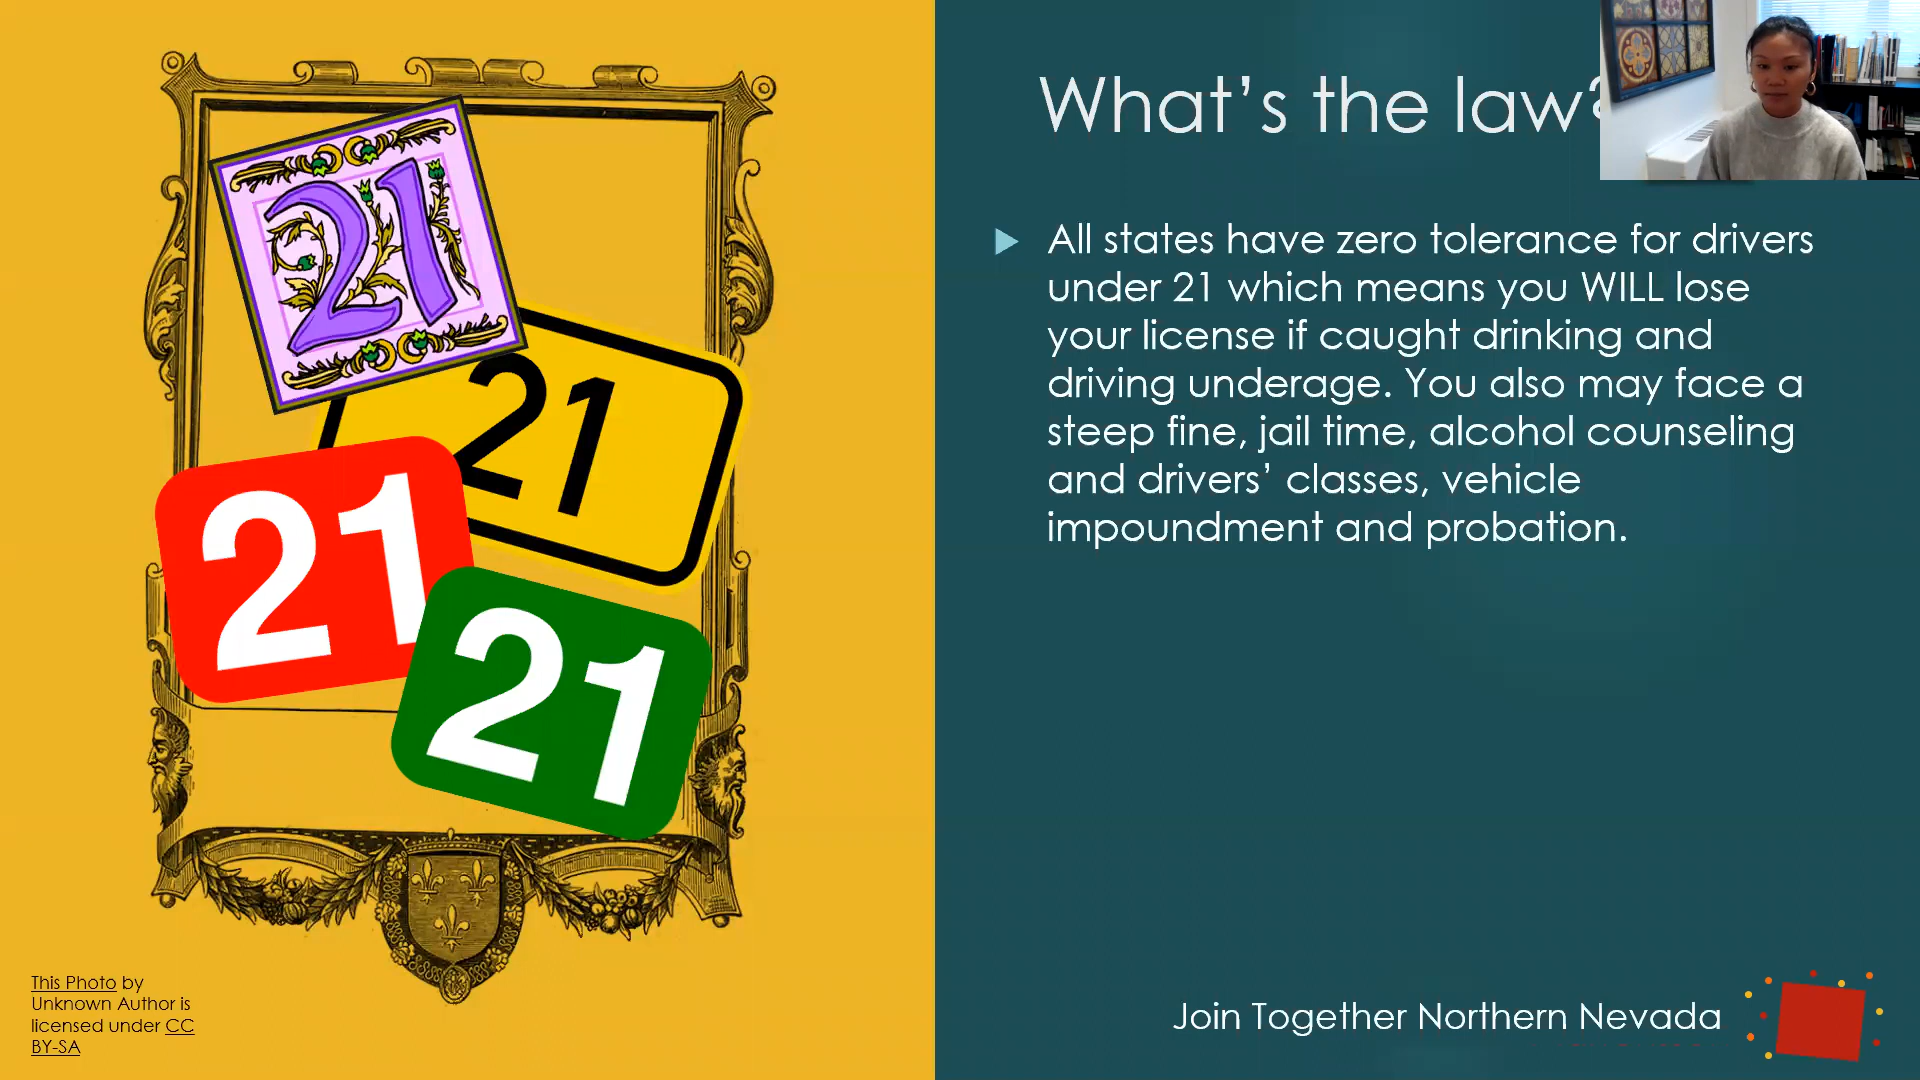 What's the law?
All states have zero tolerance for drivers
under 21 which means you WILL lose
your license if caught drinking and
driving underage. You also may face a
steep fine, jail time, alcohol counseling
and drivers' classes, vehicle
impoundment and probation.
21
21
21
21
This Photo by
Unknown Author is
licensed under CC
BY-SA
Join Together Northern Nevada